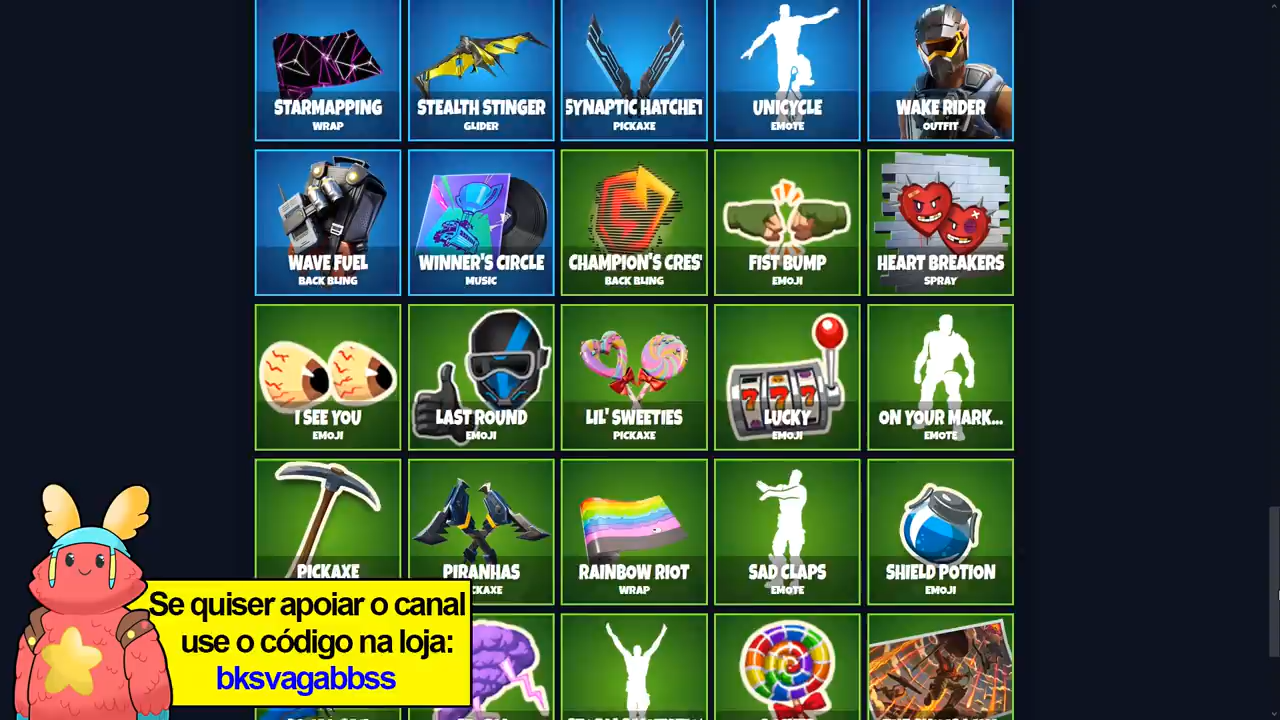 STARMAPPING
WRAP
STEALTH STINGER
GLIDER
SYNAPTIC HATCHET
PICKAXE
UNICYCLE
EMOTE
WAKE RIDER
OUTFIT
WAVE FUEL
BACK BLING
WINNER'S CIRCLE
MUSIC
CHAMPION'S CRES
BACK BLING
FIST BUMP
EMOJI
HEART BREAKERS
SPRAY
I SEE YOU
EMOJI
LAST ROUND
EMOJI
LIL' SWEETIES
PICKAXE
777
LUCKY
EMOJI
ON YOUR MARK...
EMOTE
PICKAXE
PIRANHAS
CKAXE
RAINBOW RIOT
WRAP
SAD CLAPS
EMOTE
SHIELD POTION
EMOJI
Se quiser apoiar o canal
use o código na loja:
bksvagabbss